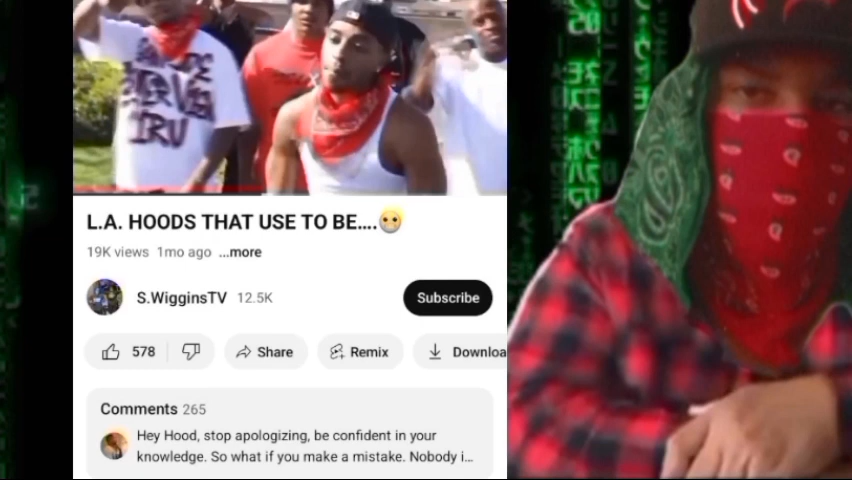 L.A. HOODS THAT USE TO BE....😬
19K views 1mo ago ...more
S.WigginsTV 12.5K
Subscribe
578
Share
Remix
Downloa
Comments 265
Hey Hood, stop apologizing, be confident in your
knowledge. So what if you make a mistake. Nobody i...